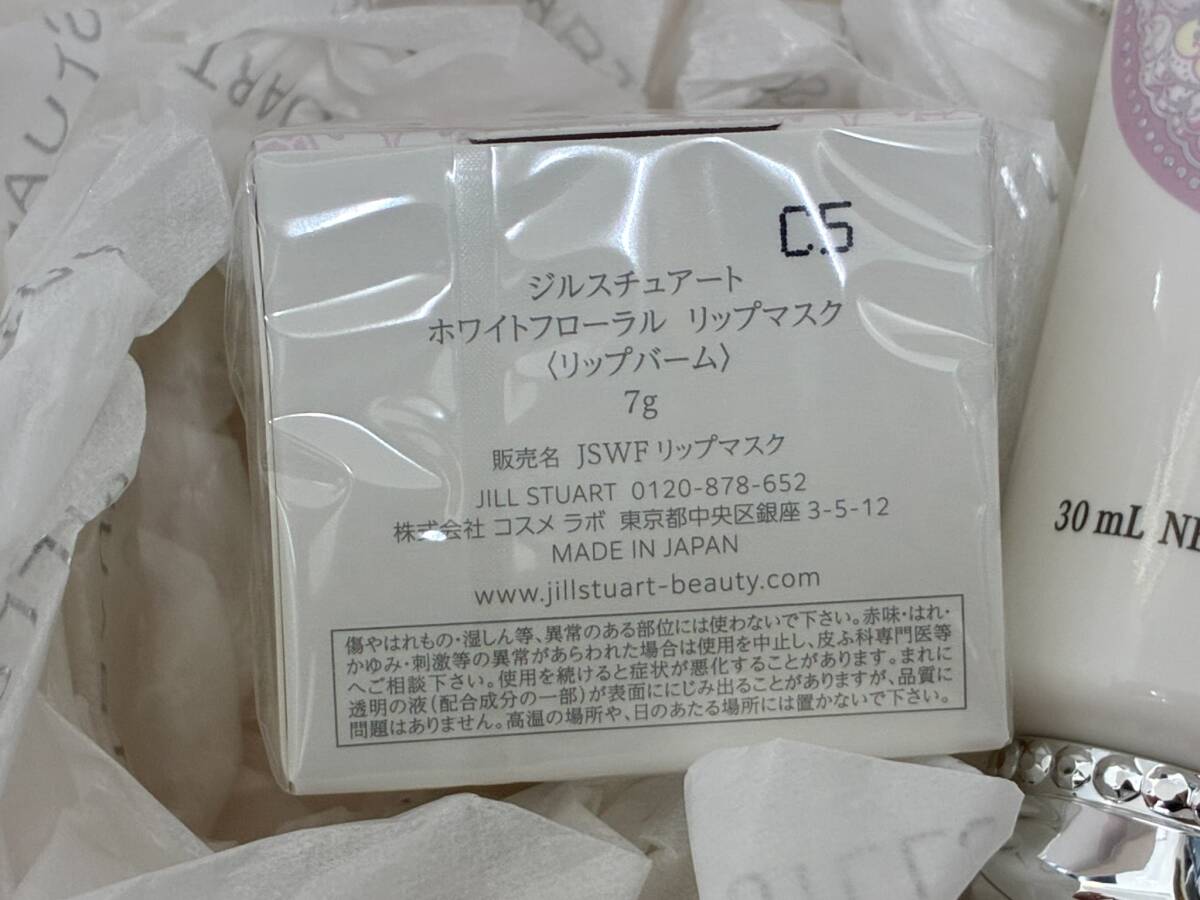 C5
ジルスチュアート
ホワイトフローラル リップマスク
〈リップバーム〉
7g
販売名 JSWF リップマスク
JILL STUART 0120-878-652
株式会社 コスメ ラボ 東京都中央区銀座 3-5-12
MADE IN JAPAN
www.jillstuart-beauty.com
傷やはれもの・湿しん等、異常のある部位には使わないで下さい。赤味・はれ・
かゆみ・刺激等の異常があらわれた場合は使用を中止し、皮ふ科専門医等
へご相談下さい。使用を続けると症状が悪化することがあります。まれに
透明の液(配合成分の一部)が表面ににじみ出ることがありますが、品質に
問題はありません。高温の場所や、日のあたる場所には置かないで下さい。
30 mL